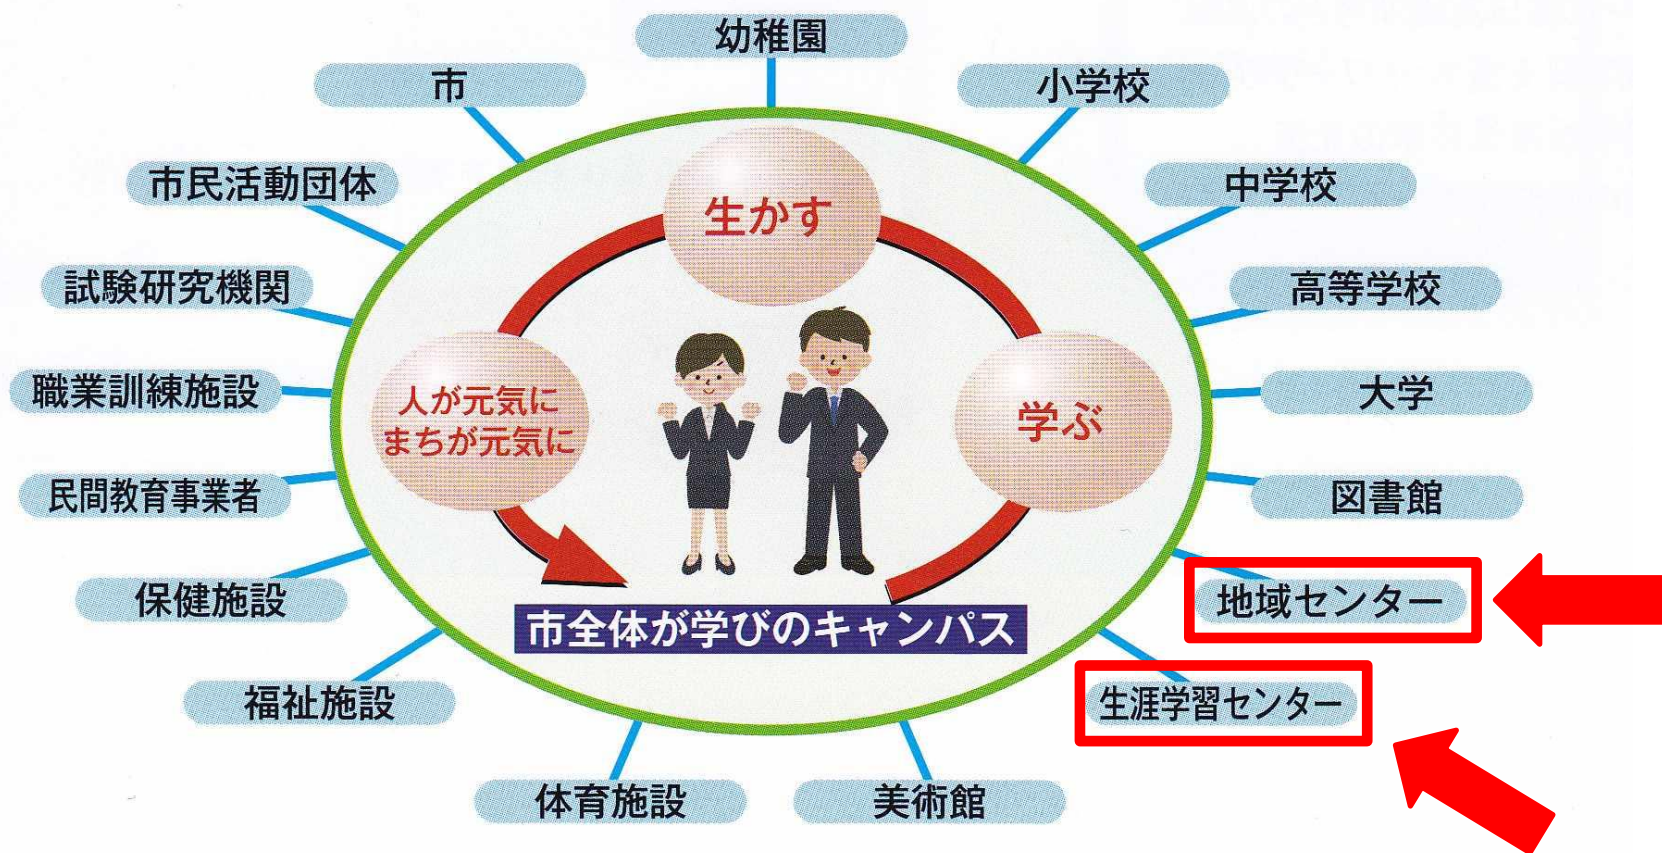 幼稚園
市
小学校
市民活動団体
中学校
生かす
試験研究機関
高等学校
職業訓練施設
人が元気に
まちが元気に
学ぶ
大学
民間教育事業者
図書館
保健施設
地域センター
市全体が学びのキャンパス
福祉施設
生涯学習センター
体育施設
美術館